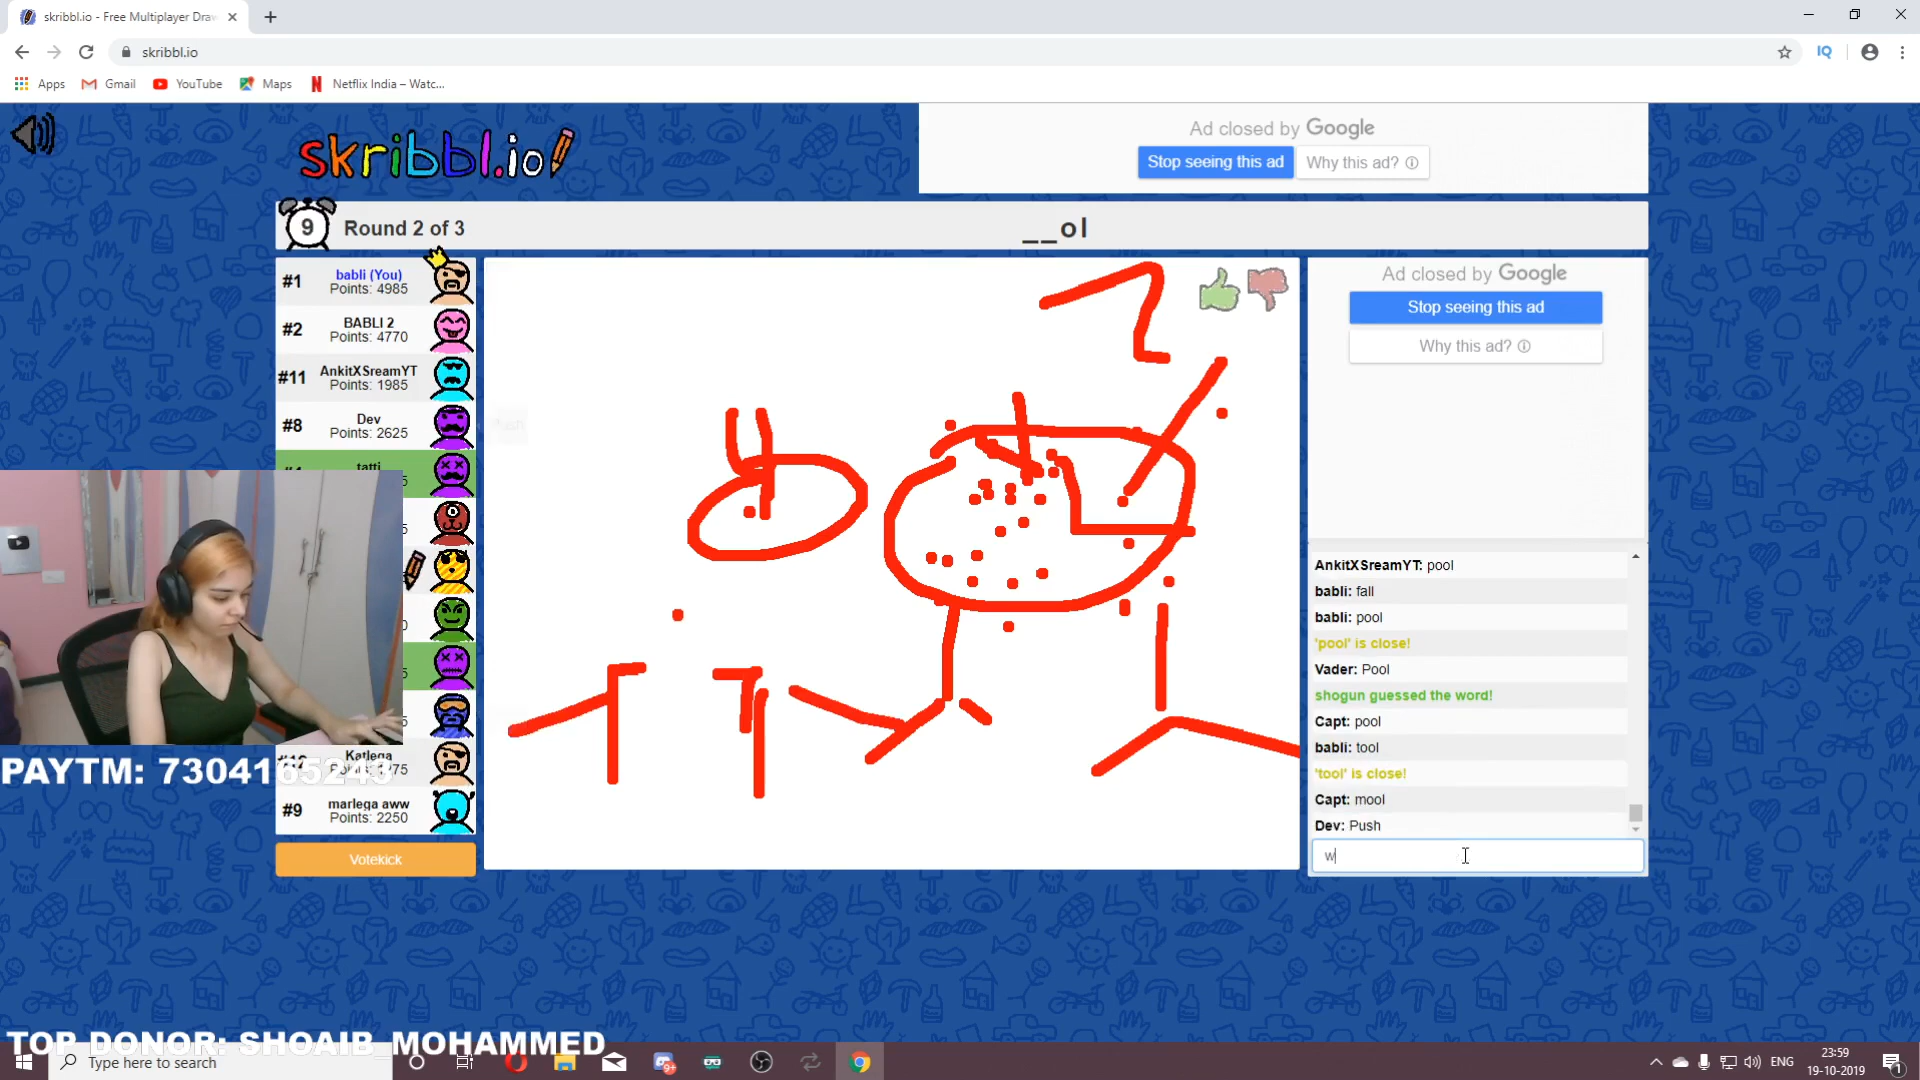 skribbl.io - Free Multiplayer Draw
skribbl.io
Apps
Gmail
YouTube
Maps
Netflix India – Watc...
IQ
skribbl.io
Ad closed by Google
Stop seeing this ad
Why this ad?
9
Round 2 of 3
__ol
#1
babli (You)
Points: 4985
#2
BABLI 2
Points: 4770
#11
AnkitXSreamYT
Points: 1985
#8
Dev
Points: 2625
tatti
Katlega
#9
marlega aww
Points: 2250
Votekick
Ad closed by Google
Stop seeing this ad
Why this ad?
AnkitXSreamYT: pool
babli: fall
babli: pool
'pool' is close!
Vader: Pool
shogun guessed the word!
Capt: pool
babli: tool
'tool' is close!
Capt: mool
Dev: Push
w
TOP DONOR: SHOAIB MOHAMMED
Type here to search
9+
ENG
23:59
19-10-2019
1